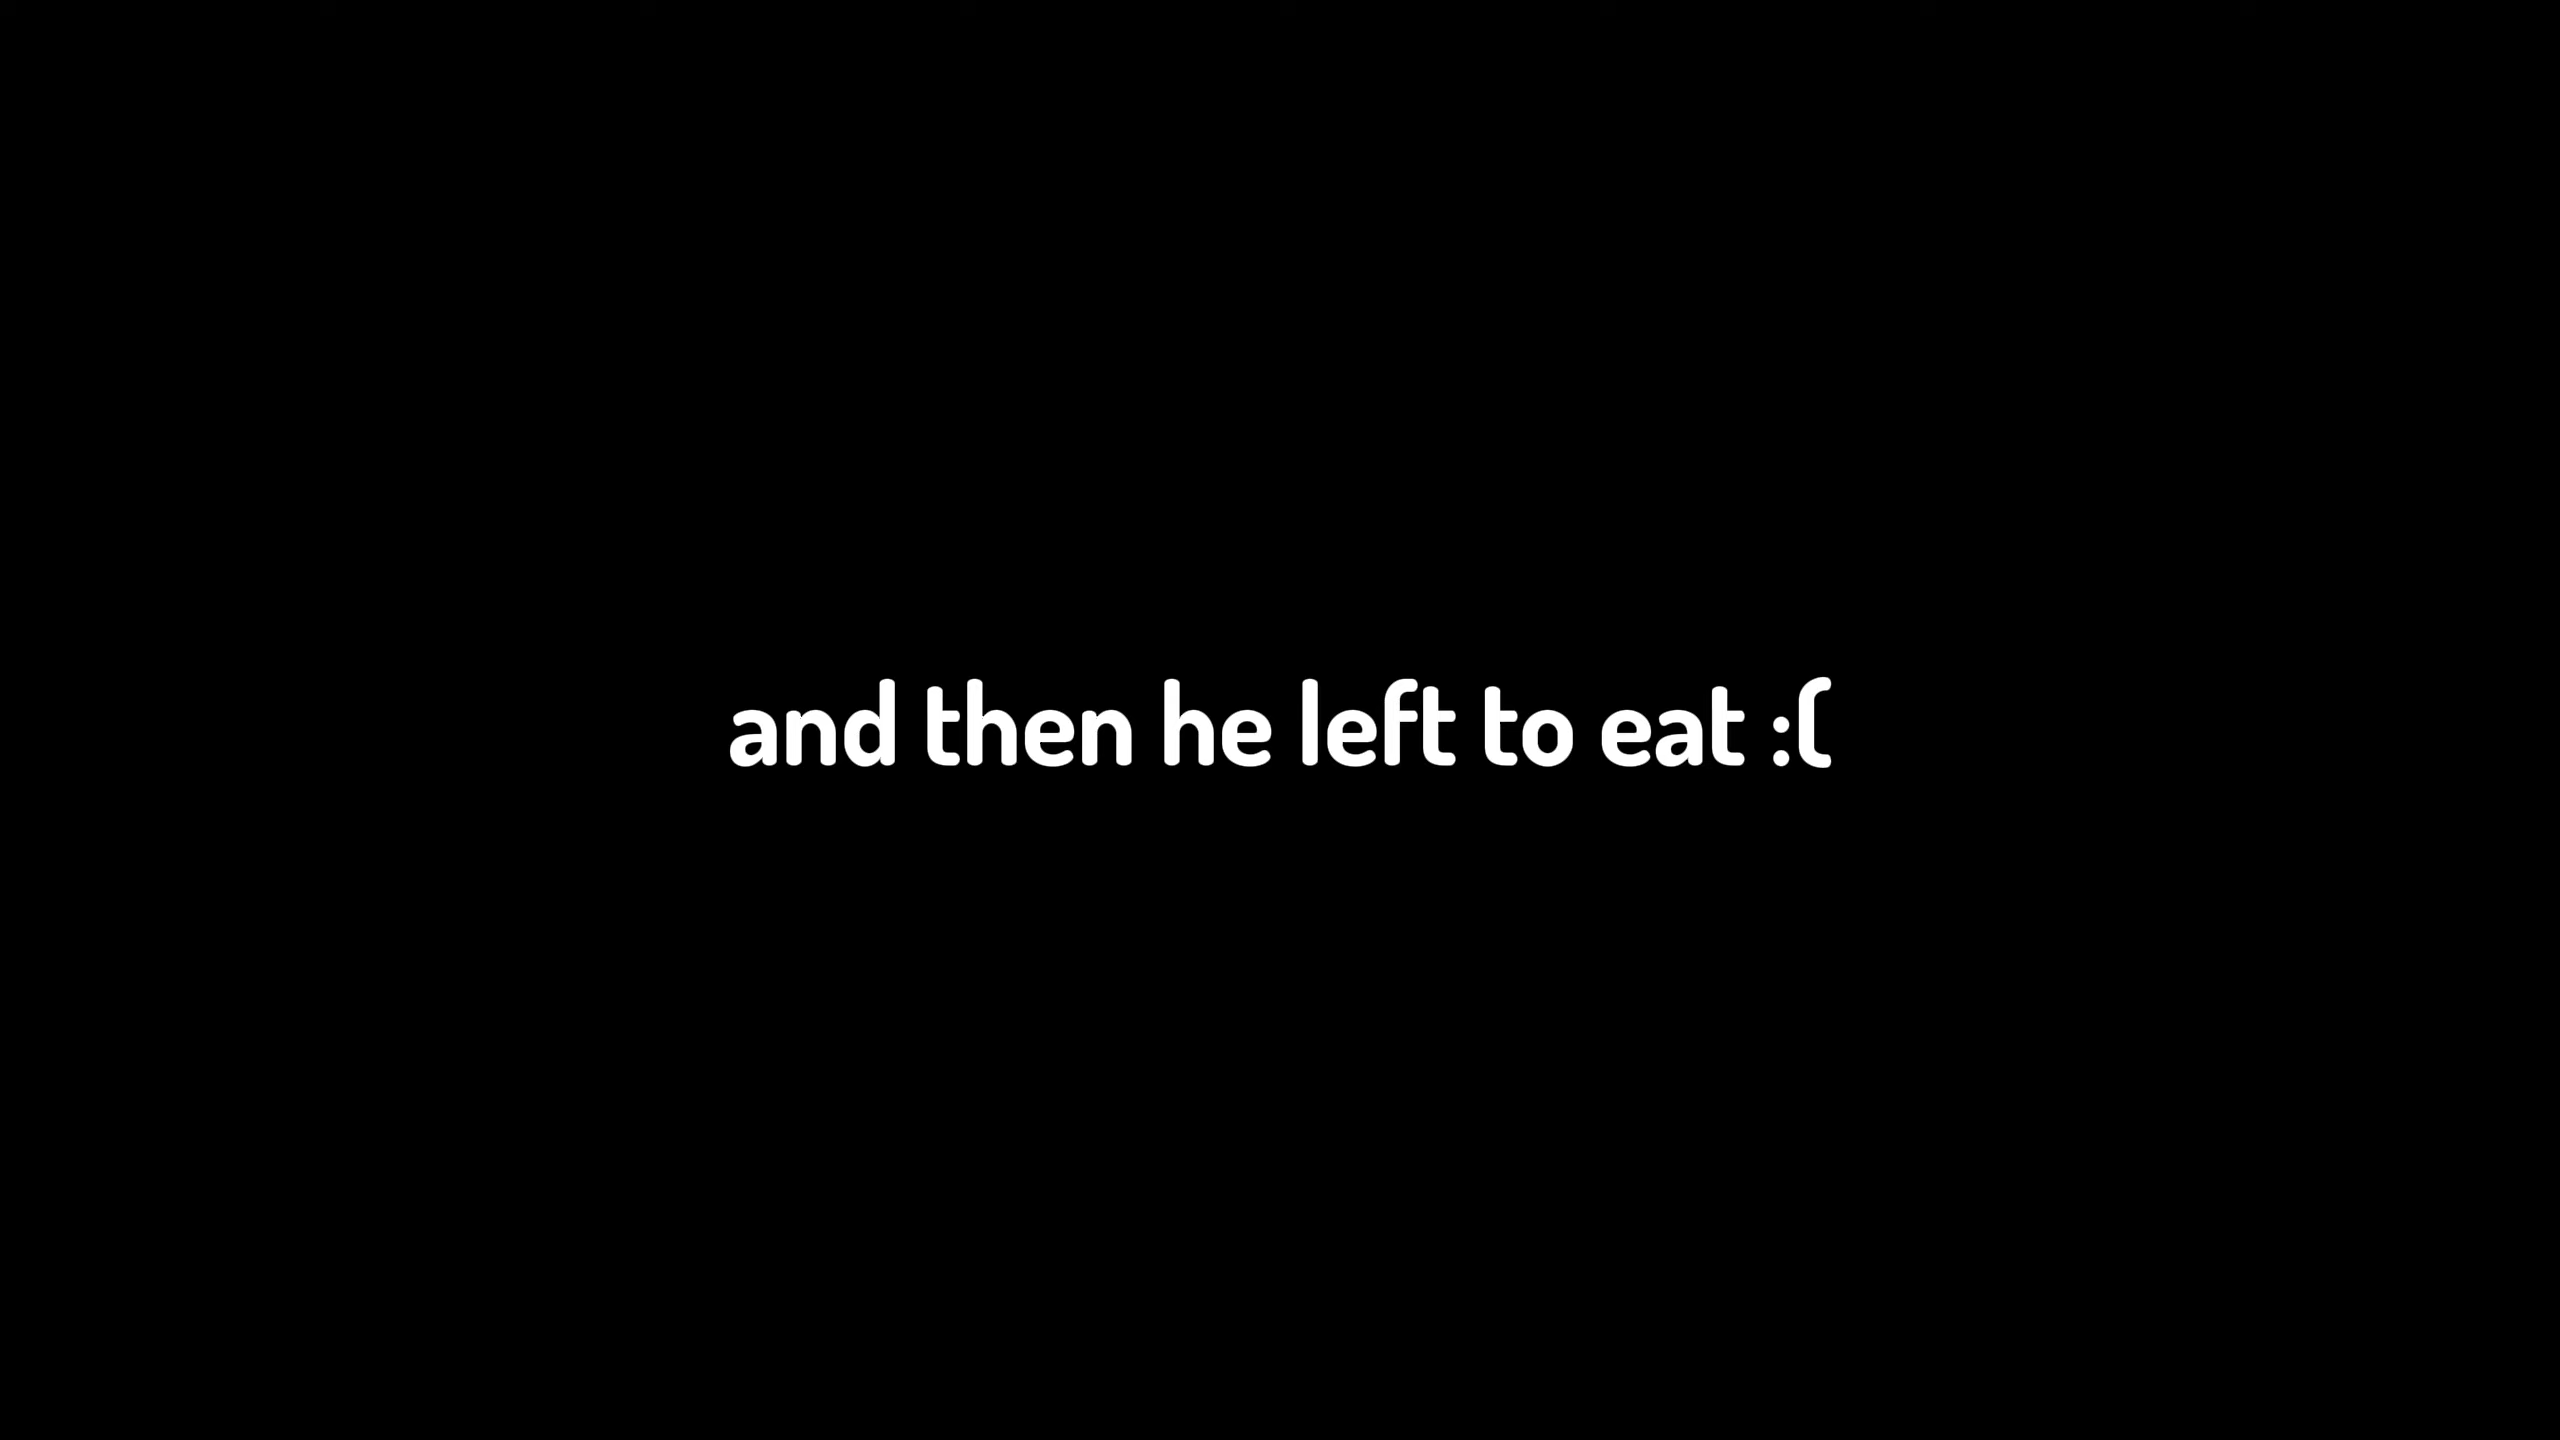 and then he left to eat :(